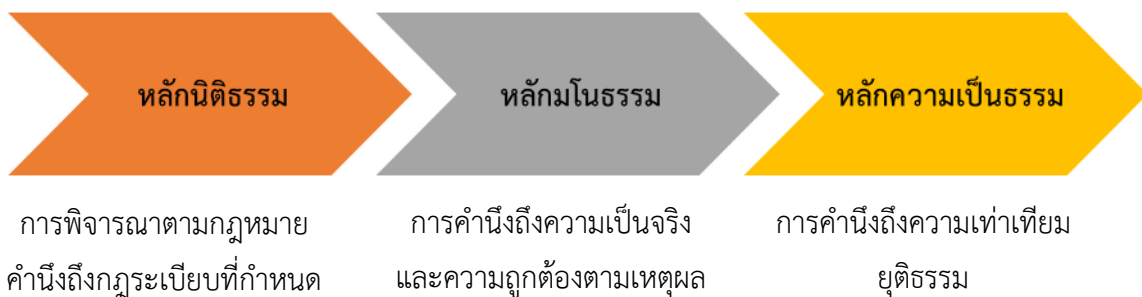 หลักนิติธรรม
หลักมโนธรรม
หลักความเป็นธรรม
การพิจารณาตามกฎหมาย
คำนึงถึงกฎระเบียบที่กำหนด
การคำนึงถึงความเป็นจริง
และความถูกต้องตามเหตุผล
การคำนึงถึงความเท่าเทียม
ยุติธรรม